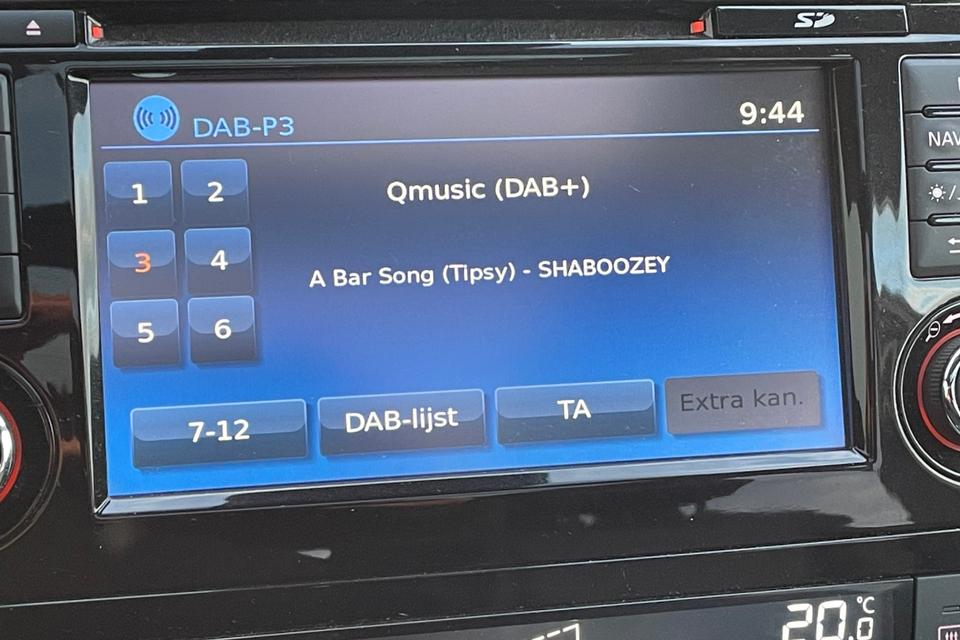 SD
DAB-P3
9:44
1
2
Qmusic (DAB+)
3
4
A Bar Song (Tipsy) - SHABOOZEY
5
6
7-12
DAB-lijst
TA
Extra kan.
NAV
20.0
°C